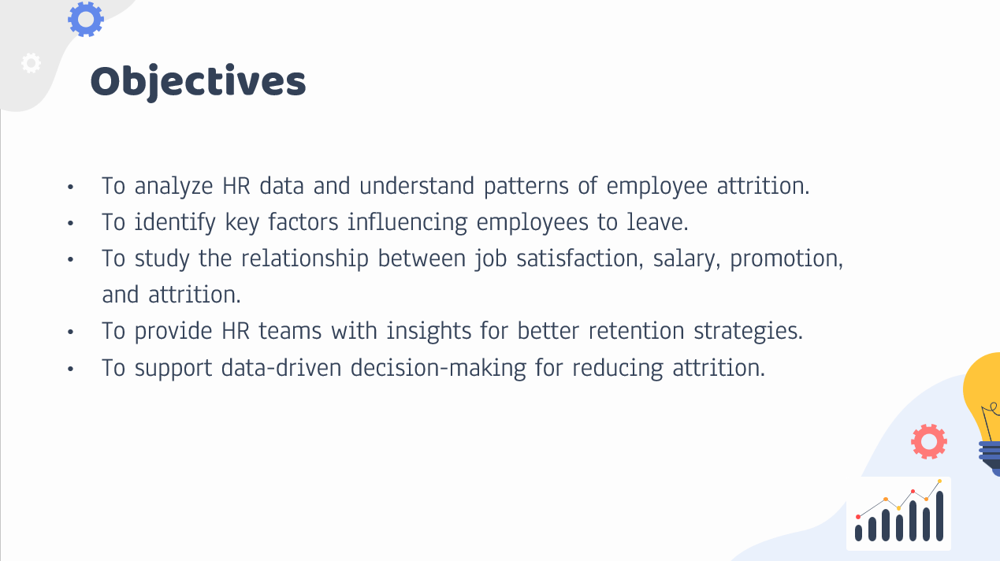 Objectives
• To analyze HR data and understand patterns of employee attrition.
• To identify key factors influencing employees to leave.
• To study the relationship between job satisfaction, salary, promotion,
and attrition.
• To provide HR teams with insights for better retention strategies.
• To support data-driven decision-making for reducing attrition.